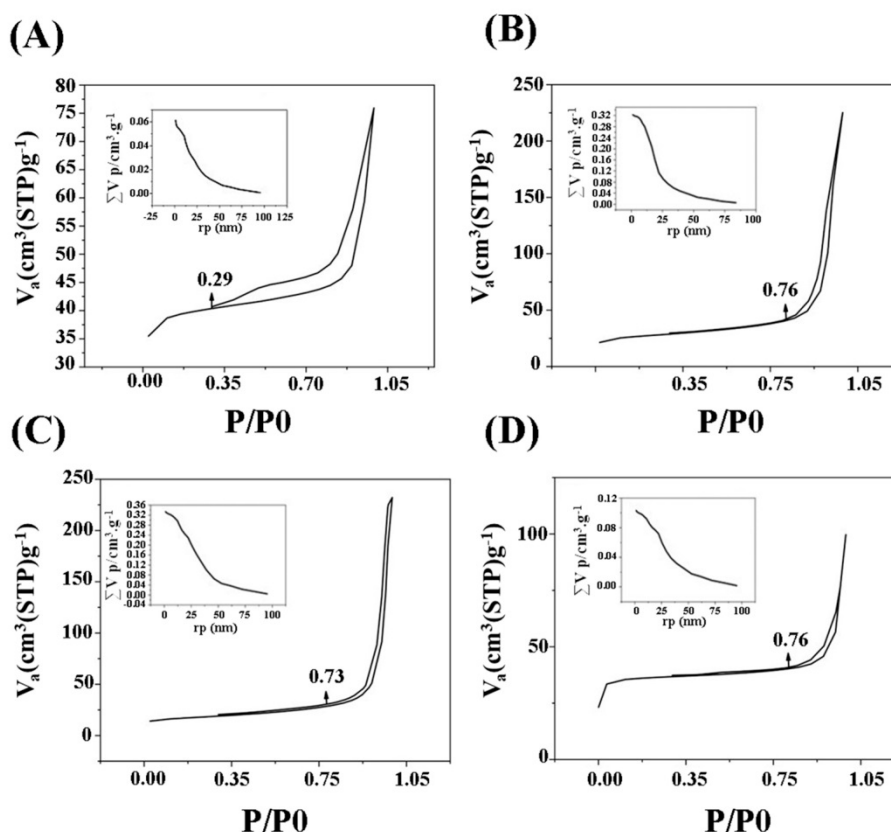 (A)
80
75
70
65
60
55
50
45
40
35
30
Va(cm³(STP)g⁻¹)
0.00 0.35 0.70 1.05
P/P0
0.29
∑V p/cm³.g⁻¹
0.06
0.04
0.02
0.00
-25 0 25 50 75 100 125
rp (nm)
(B)
250
200
150
100
50
0
Va(cm³(STP)g⁻¹)
0.35 0.75 1.05
P/P0
0.76
∑V p/cm³.g⁻¹
0.32
0.28
0.24
0.20
0.16
0.12
0.08
0.04
0.00
0 25 50 75 100
rp (nm)
(C)
250
200
150
100
50
0
Va(cm³(STP)g⁻¹)
0.00 0.35 0.75 1.05
P/P0
0.73
∑V p/cm³.g⁻¹
0.36
0.32
0.28
0.24
0.20
0.16
0.12
0.08
0.04
0.00
-0.04
0 25 50 75 100
rp (nm)
(D)
100
50
0
Va(cm³(STP)g⁻¹)
0.00 0.35 0.75 1.05
P/P0
0.76
∑V p/cm³.g⁻¹
0.12
0.08
0.04
0.00
0 25 50 75 100
rp (nm)